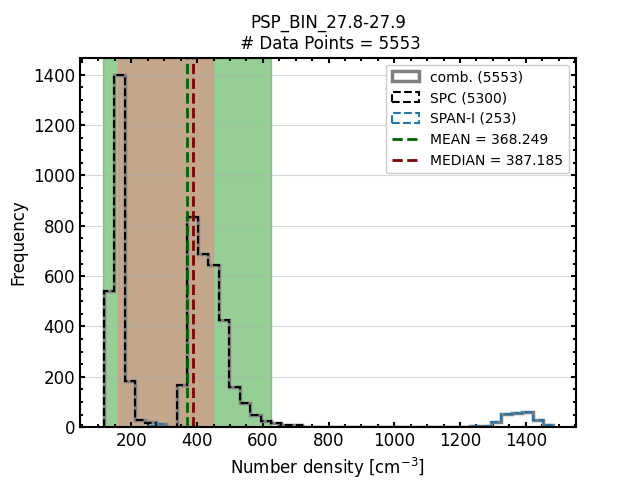 PSP_BIN_27.8-27.9
# Data Points = 5553
comb. (5553)
SPC (5300)
SPAN-I (253)
MEAN = 368.249
MEDIAN = 387.185
Frequency
1400
1200
1000
800
600
400
200
0
200 400 600 800 1000 1200 1400
Number density [cm⁻³]